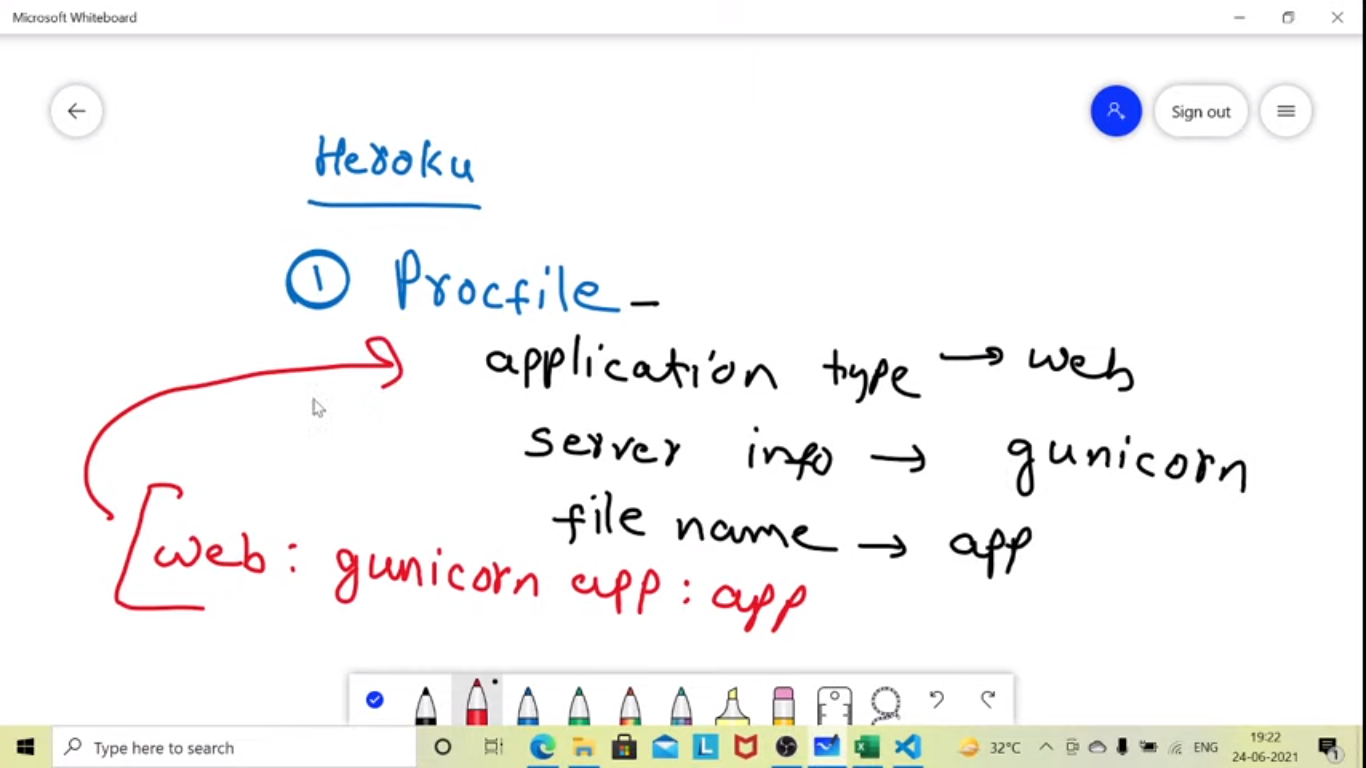 Microsoft Whiteboard
Sign out
Heroku
1 Procfile -
application type → web
server info → gunicorn
file name → app
web: gunicorn app: app
Type here to search
32°C
ENG
19:22
24-06-2021
1